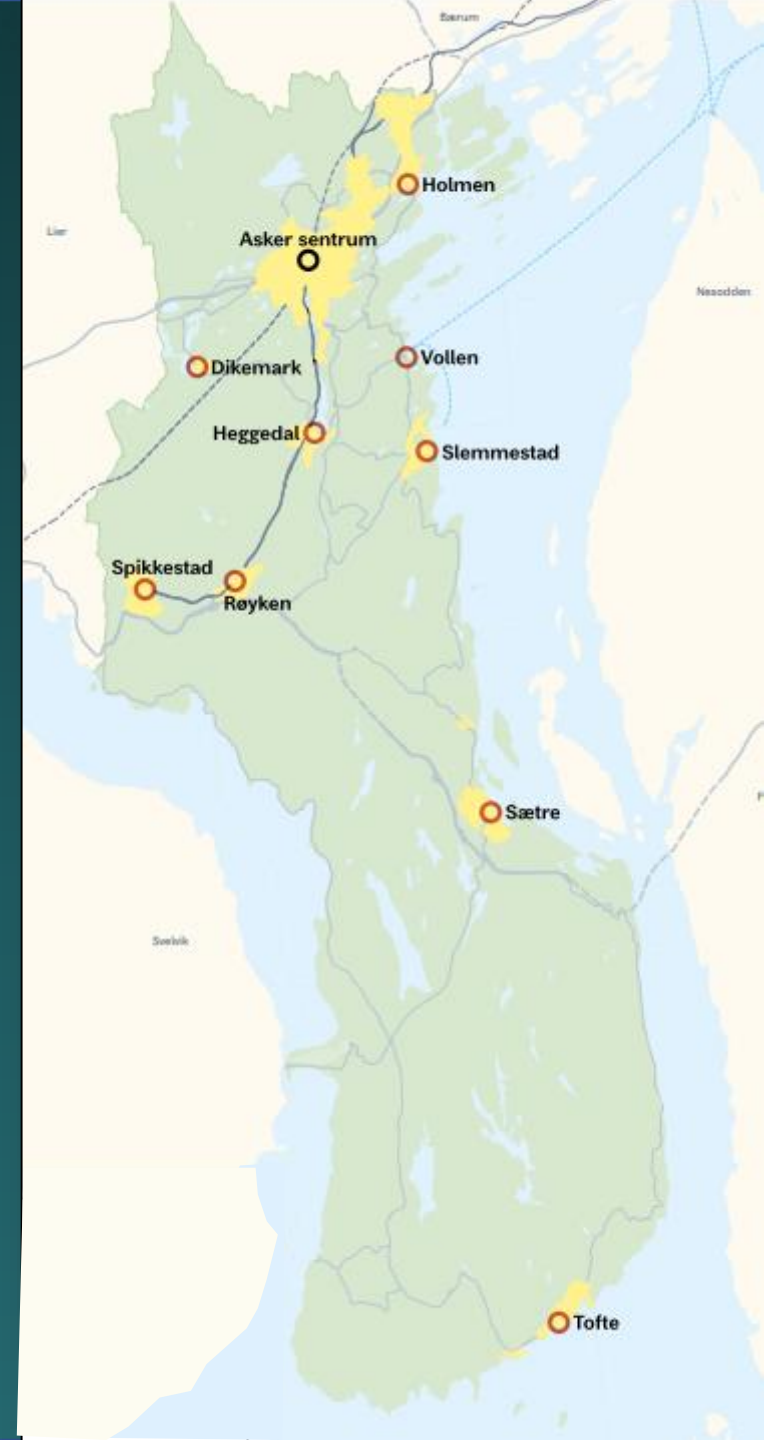 Bærum
Holmen
Lier
Asker sentrum
Nesodden
Vollen
Dikemark
Heggedal
Slemmestad
Spikkestad
Røyken
Sætre
Svelvik
Tofte